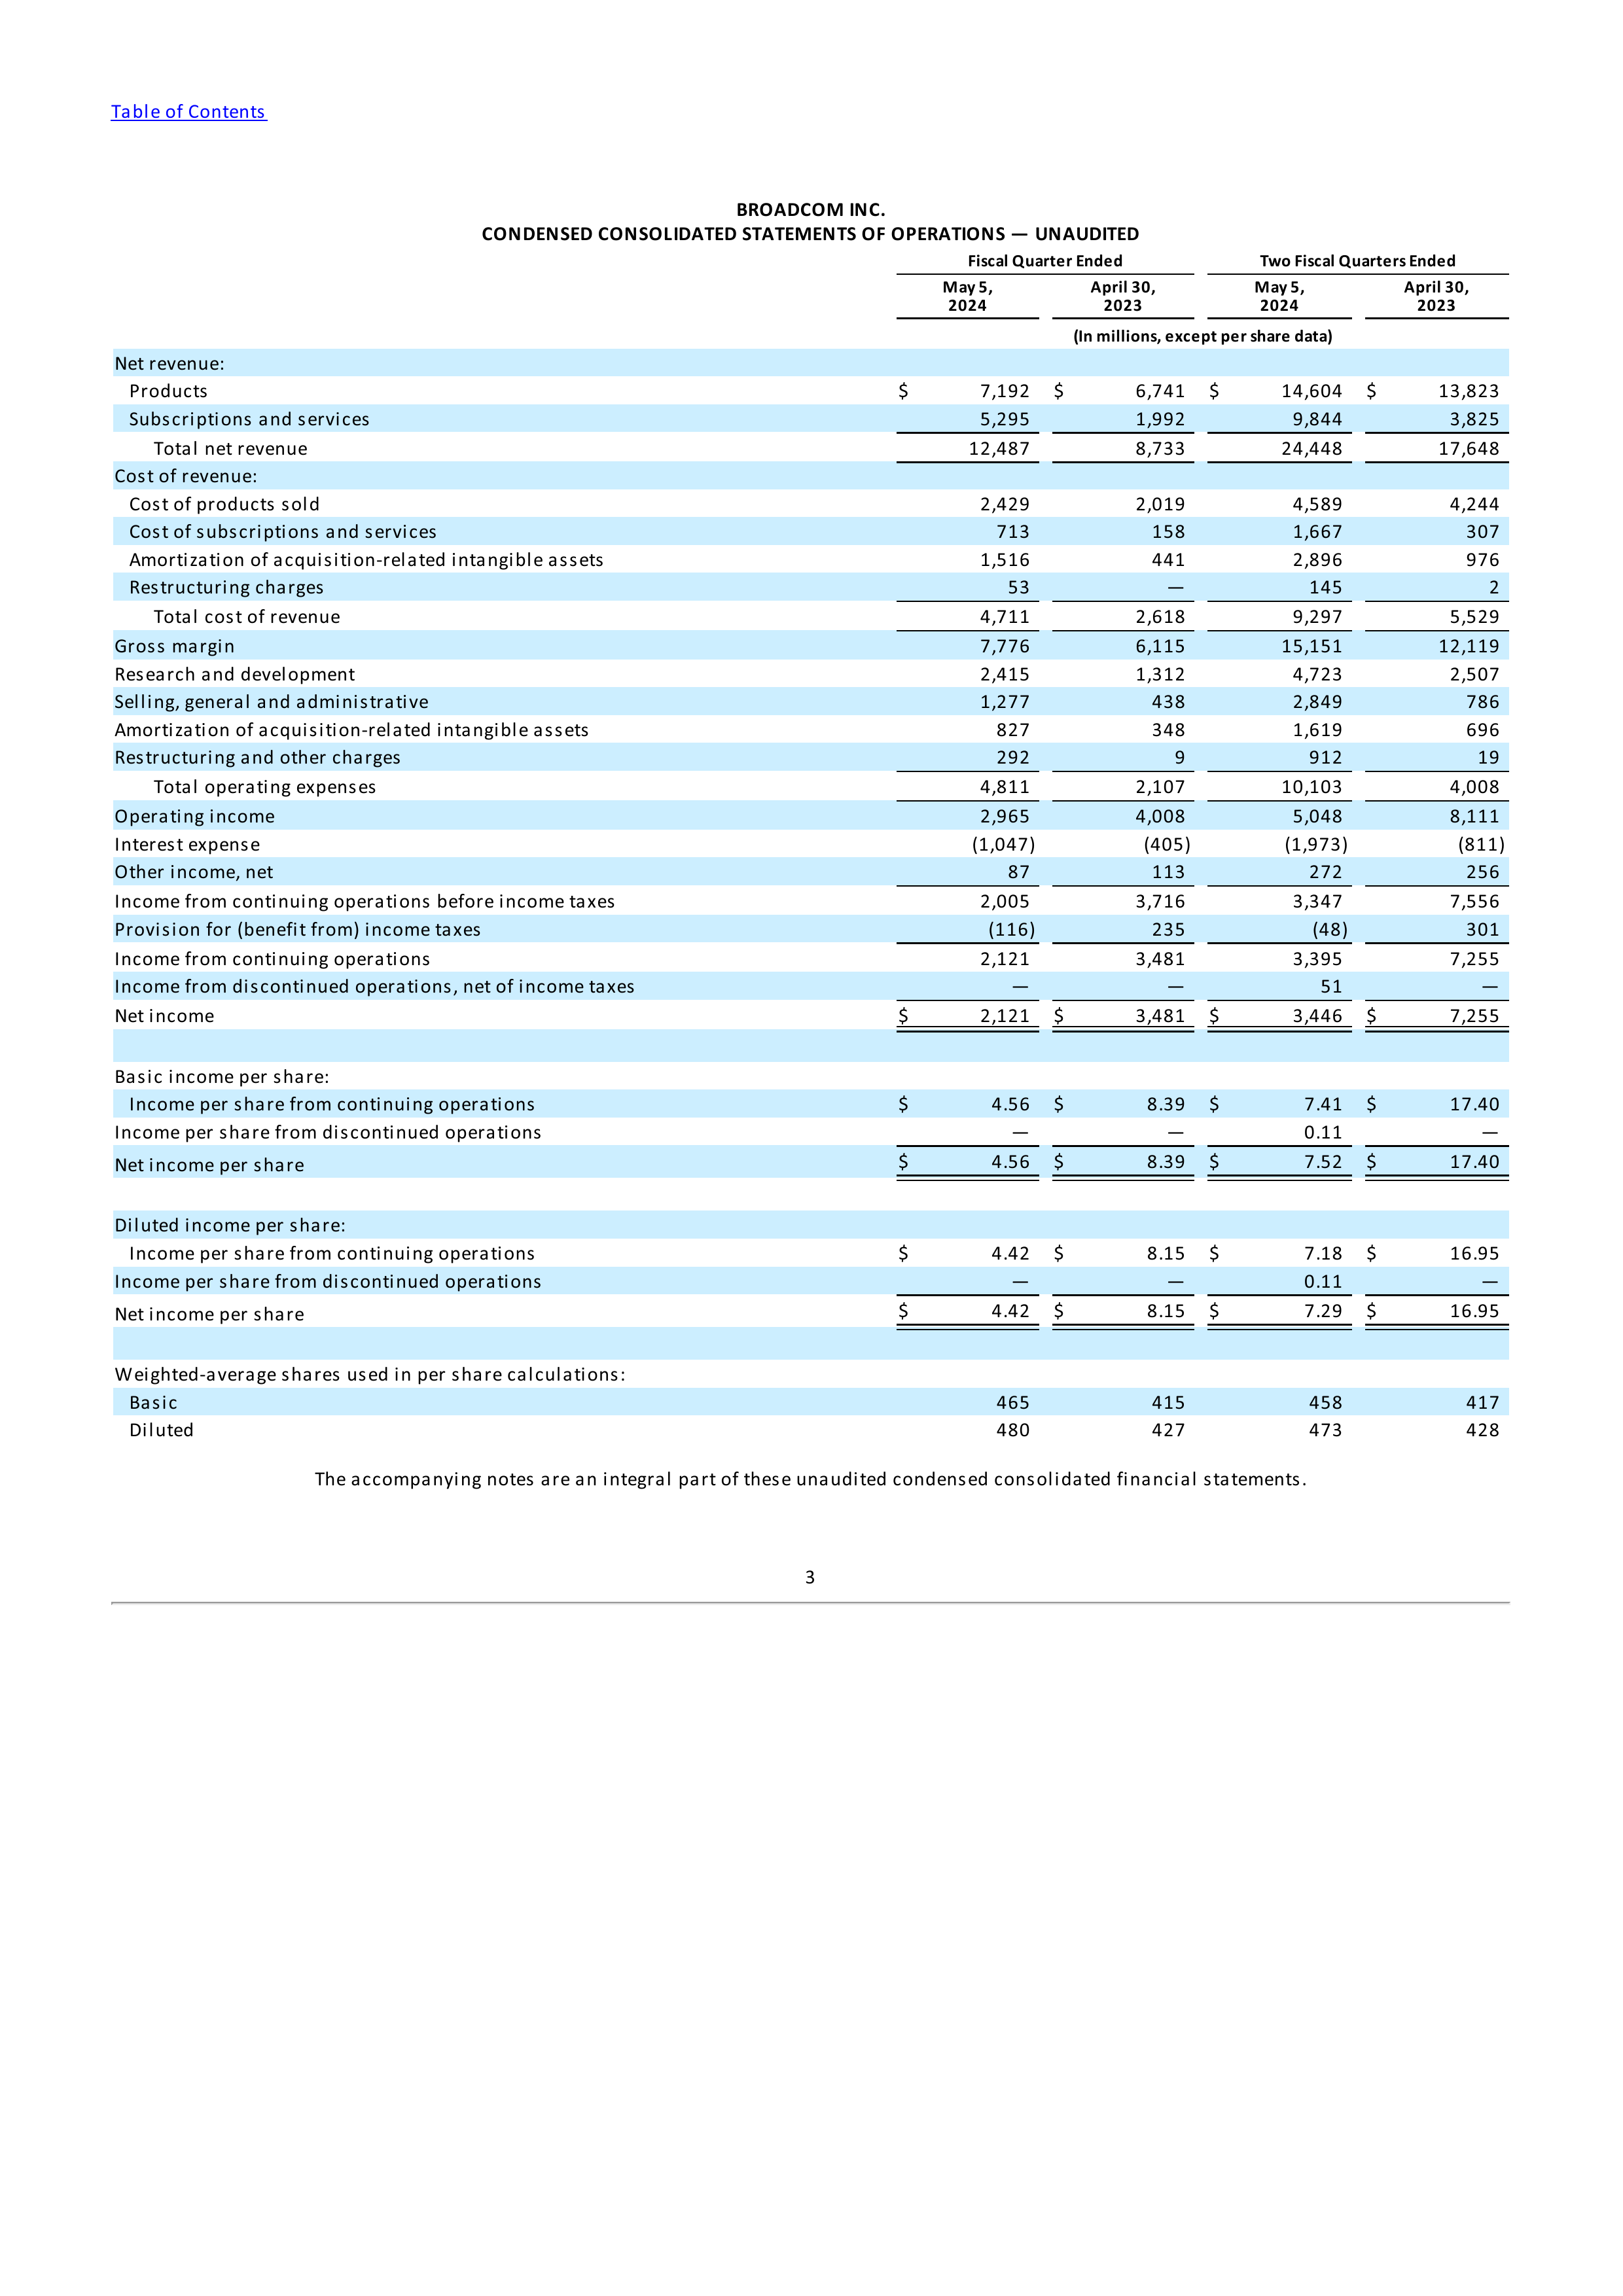 Table of Contents
BROADCOM INC.
CONDENSED CONSOLIDATED STATEMENTS OF OPERATIONS — UNAUDITED
Fiscal Quarter Ended Two Fiscal Quarters Ended
May 5, 2024 April 30, 2023 May 5, 2024 April 30, 2023
(In millions, except per share data)
Net revenue:
Products $ 7,192 $ 6,741 $ 14,604 $ 13,823
Subscriptions and services 5,295 1,992 9,844 3,825
Total net revenue 12,487 8,733 24,448 17,648
Cost of revenue:
Cost of products sold 2,429 2,019 4,589 4,244
Cost of subscriptions and services 713 158 1,667 307
Amortization of acquisition-related intangible assets 1,516 441 2,896 976
Restructuring charges 53 — 145 2
Total cost of revenue 4,711 2,618 9,297 5,529
Gross margin 7,776 6,115 15,151 12,119
Research and development 2,415 1,312 4,723 2,507
Selling, general and administrative 1,277 438 2,849 786
Amortization of acquisition-related intangible assets 827 348 1,619 696
Restructuring and other charges 292 9 912 19
Total operating expenses 4,811 2,107 10,103 4,008
Operating income 2,965 4,008 5,048 8,111
Interest expense (1,047) (405) (1,973) (811)
Other income, net 87 113 272 256
Income from continuing operations before income taxes 2,005 3,716 3,347 7,556
Provision for (benefit from) income taxes (116) 235 (48) 301
Income from continuing operations 2,121 3,481 3,395 7,255
Income from discontinued operations, net of income taxes — — 51 —
Net income $ 2,121 $ 3,481 $ 3,446 $ 7,255
Basic income per share:
Income per share from continuing operations $ 4.56 $ 8.39 $ 7.41 $ 17.40
Income per share from discontinued operations — — 0.11 —
Net income per share $ 4.56 $ 8.39 $ 7.52 $ 17.40
Diluted income per share:
Income per share from continuing operations $ 4.42 $ 8.15 $ 7.18 $ 16.95
Income per share from discontinued operations — — 0.11 —
Net income per share $ 4.42 $ 8.15 $ 7.29 $ 16.95
Weighted-average shares used in per share calculations:
Basic 465 415 458 417
Diluted 480 427 473 428
The accompanying notes are an integral part of these unaudited condensed consolidated financial statements.
3